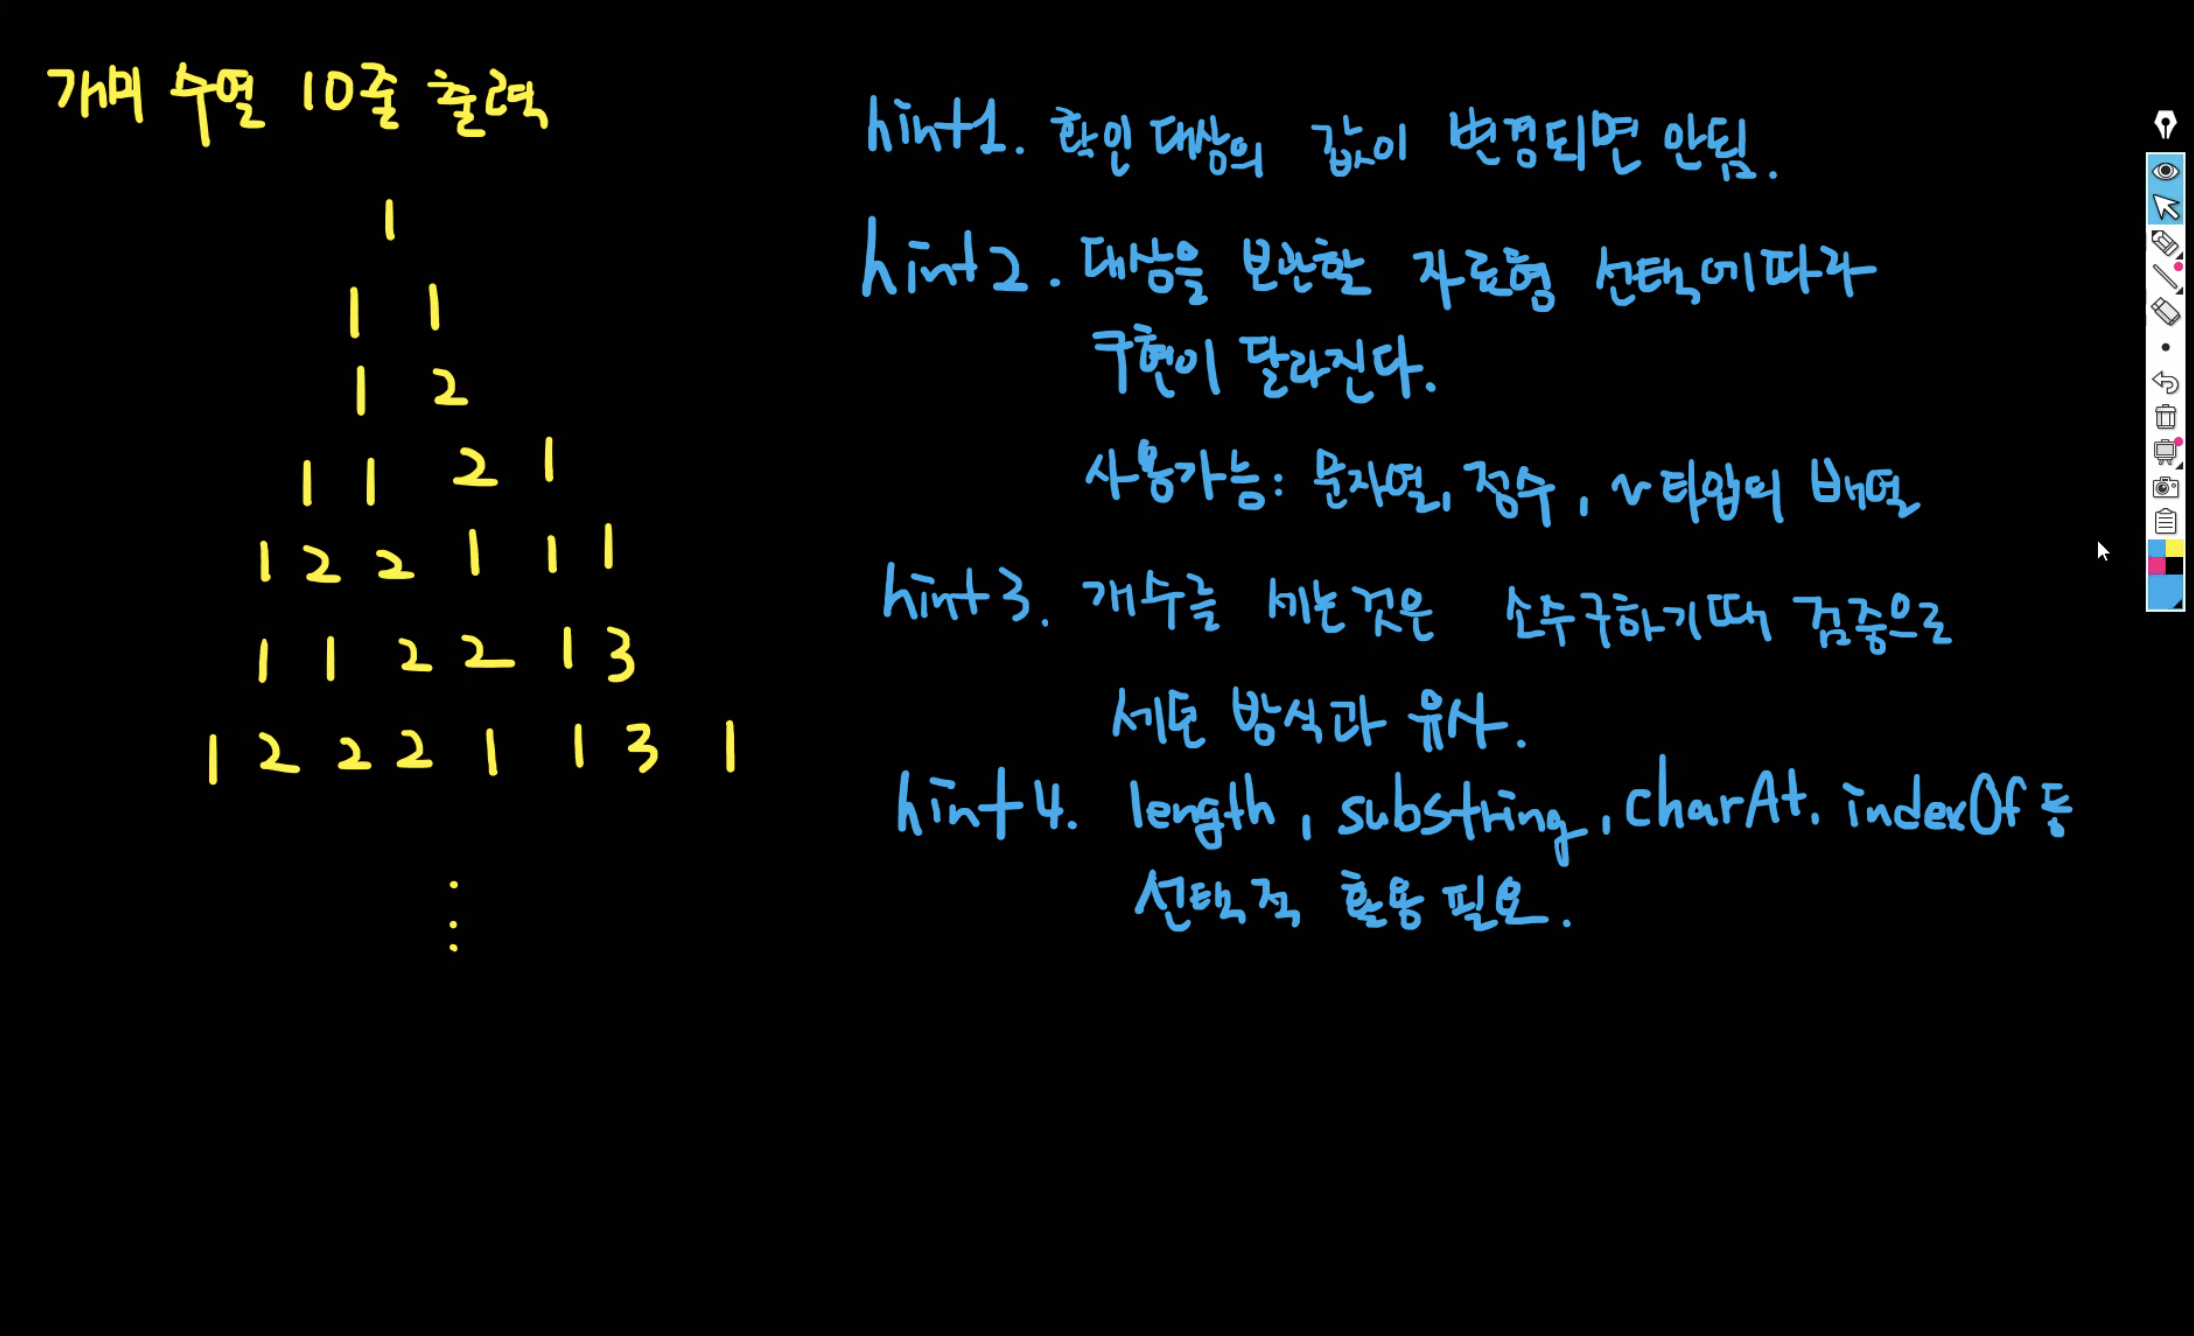 개미 수열 10줄 출력
1
1 1
1 2
1 1 2 1
1 2 2 1 1 1
1 1 2 2 1 3
1 2 2 2 1 1 3 1
hint1. 확인 대상의 값이 변경되면 안됨.
hint2. 대상을 보관할 자료형 선택에 따라
구현이 달라진다.
사용가능: 문자열, 정수, ~타입의 배열
hint3. 개수를 세는것은 소수구하기때 검증으로
세던 방식과 유사.
hint4. length, substring, charAt, indexOf 등
선택적 활용 필요.